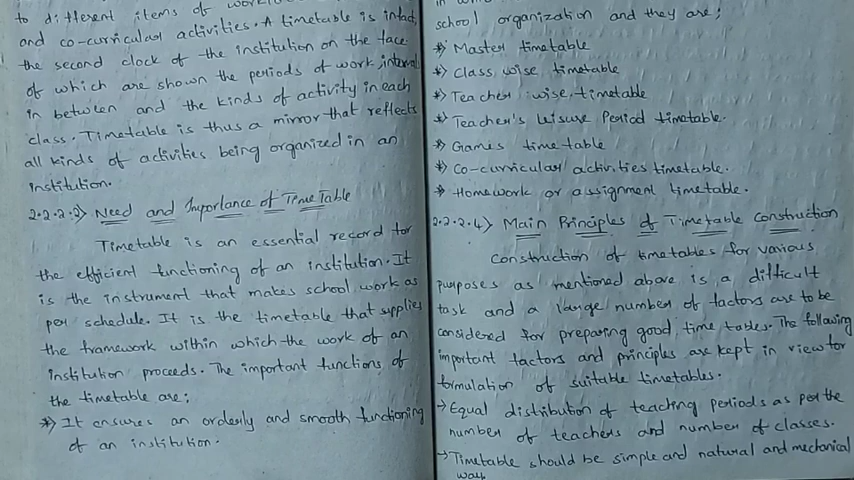 to different items of
and co-curricular activities. A timetable is infact
the second clock of the institution on the face
of which are shown the periods of work, interval
in between and the kinds of activity in each
class. Timetable is thus a mirror that reflects
all kinds of activities being organized in an
institution.
2.2.2.2) Need and Importance of Time Table
Timetable is an essential record for
the efficient functioning of an institution. It
is the instrument that makes school work as
per schedule. It is the timetable that supplies
the framework within which the work of an
institution proceeds. The important functions of
the timetable are;
*) It ensures an orderly and smooth functioning
of an institution.
school organization and they are;
*) Master timetable
*) Class wise timetable
*) Teacher wise timetable
*) Teacher's leisure Period timetable.
*) Games time table
*) Co-curricular activities timetable.
*) Homework or assignment timetable.
2.2.2.4) Main Principles of Timetable Construction
Construction of timetables for various
purposes as mentioned above is a difficult
task and a large number of factors are to be
considered for preparing good time tables. The following
important factors and principles are kept in view for
formulation of suitable timetables.
→ Equal distribution of teaching periods as per the
number of teachers and number of classes.
→ Timetable should be simple and natural and mechanical
way.